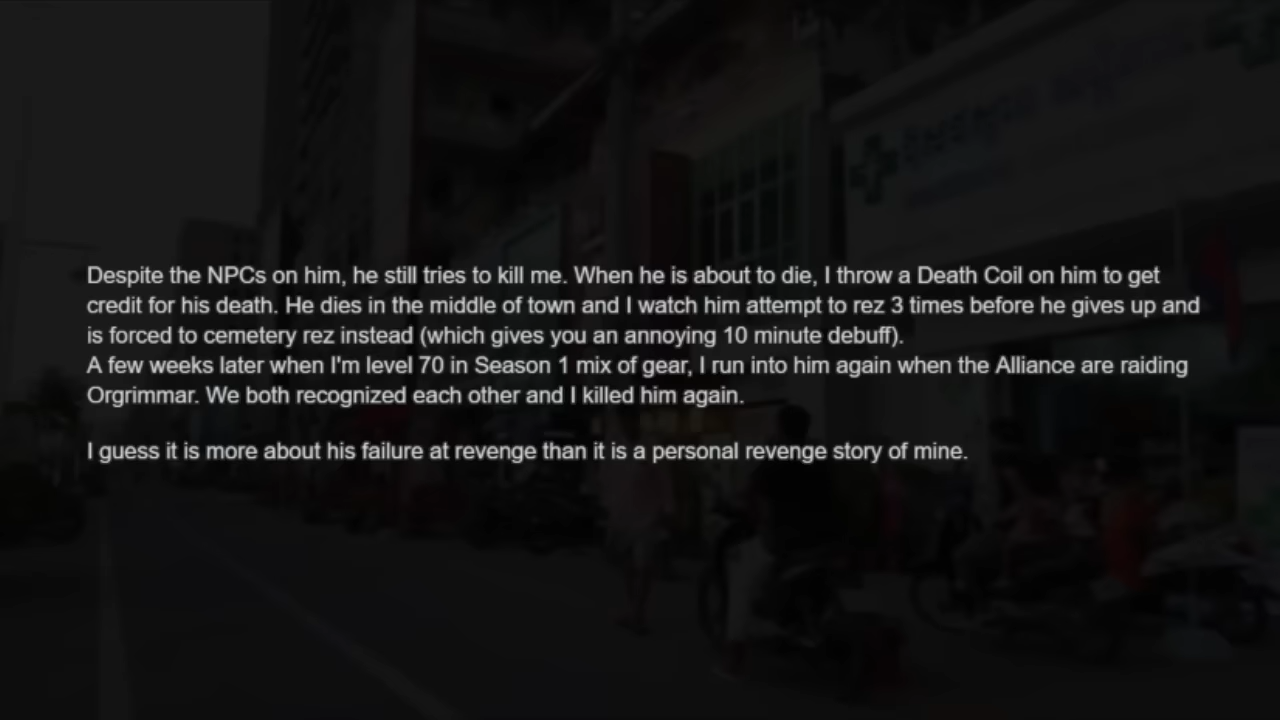 Despite the NPCs on him, he still tries to kill me. When he is about to die, I throw a Death Coil on him to get
credit for his death. He dies in the middle of town and I watch him attempt to rez 3 times before he gives up and
is forced to cemetery rez instead (which gives you an annoying 10 minute debuff).
A few weeks later when I'm level 70 in Season 1 mix of gear, I run into him again when the Alliance are raiding
Orgrimmar. We both recognized each other and I killed him again.
I guess it is more about his failure at revenge than it is a personal revenge story of mine.